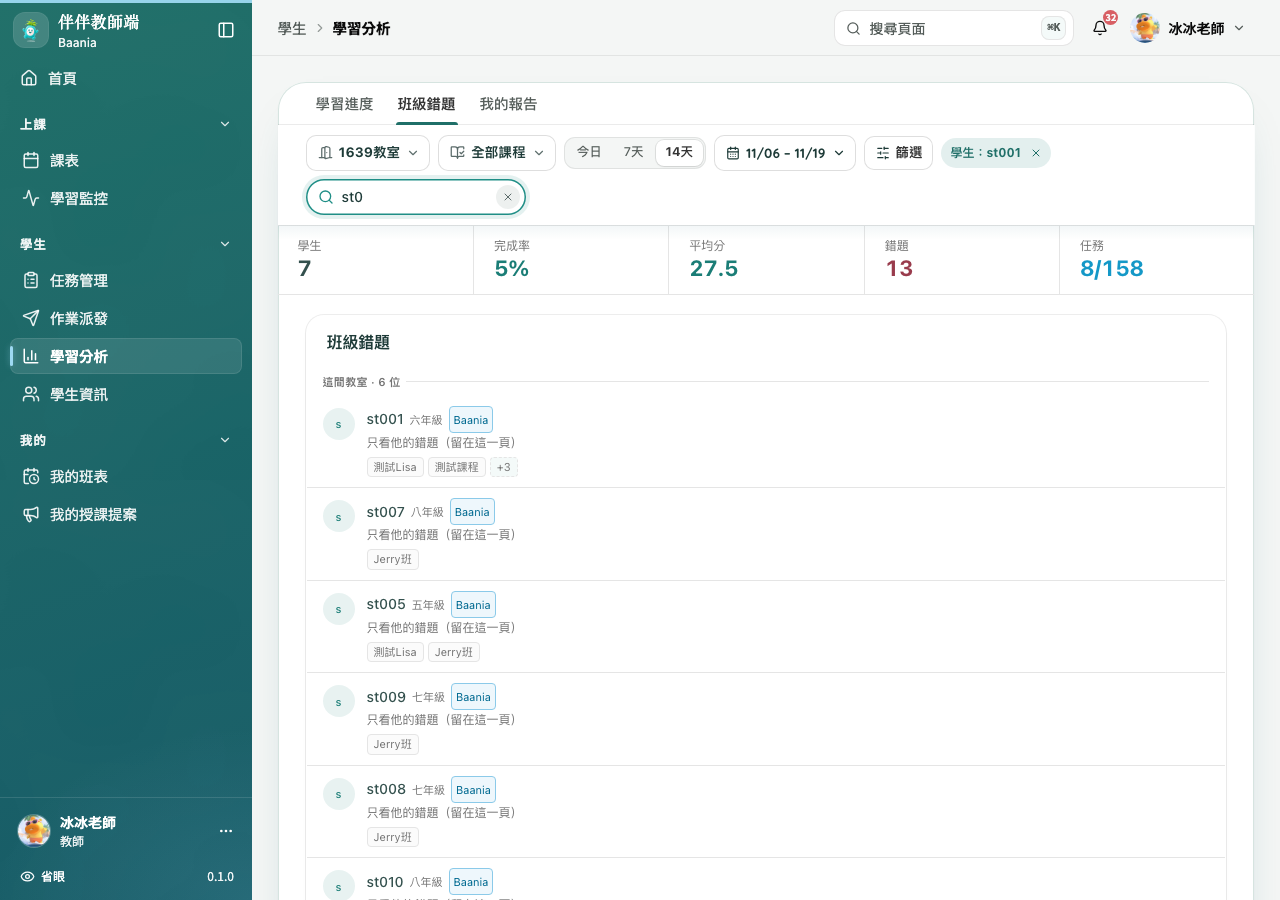 伴伴教師端
Baania
首頁
上課
課表
學習監控
學生
任務管理
作業派發
學習分析
學生資訊
我的
我的班表
我的授課提案
冰冰老師
教師
省眼
0.1.0
學生 > 學習分析
搜尋頁面
⌘K
32
冰冰老師
學習進度 班級錯題 我的報告
1639教室 全部課程 今日 7天 14天 11/06 – 11/19 篩選 學生：st001 ×
st0
學生 完成率 平均分 錯題 任務
7 5% 27.5 13 8/158
班級錯題
這間教室 · 6 位
s
st001 六年級 Baania
只看他的錯題（留在這一頁）
測試Lisa 測試課程 +3
s
st007 八年級 Baania
只看他的錯題（留在這一頁）
Jerry班
s
st005 五年級 Baania
只看他的錯題（留在這一頁）
測試Lisa Jerry班
s
st009 七年級 Baania
只看他的錯題（留在這一頁）
Jerry班
s
st008 七年級 Baania
只看他的錯題（留在這一頁）
Jerry班
s
st010 八年級 Baania